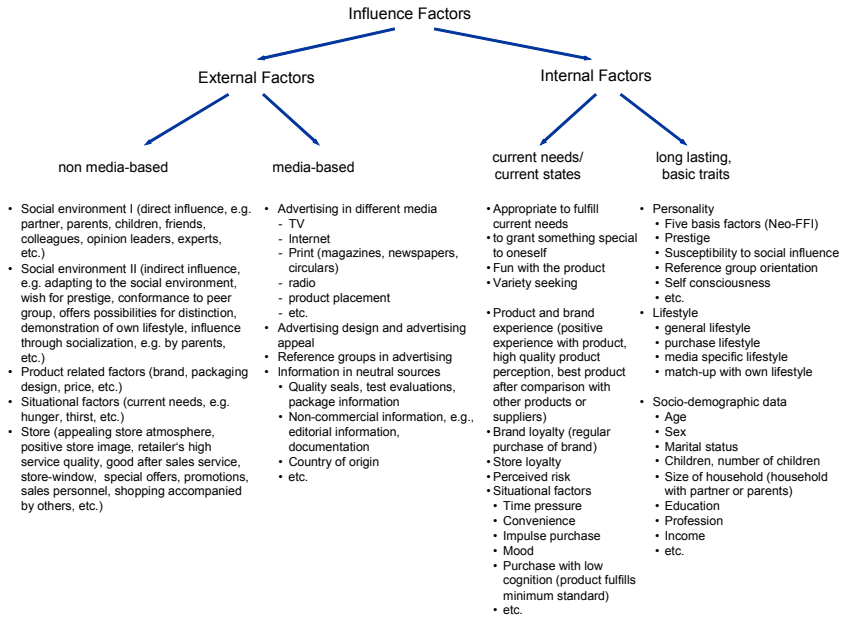 Influence Factors
External Factors
Internal Factors
non media-based
media-based
current needs/
current states
long lasting,
basic traits
• Social environment I (direct influence, e.g.
partner, parents, children, friends,
colleagues, opinion leaders, experts,
etc.)
• Social environment II (indirect influence,
e.g. adapting to the social environment,
wish for prestige, conformance to peer
group, offers possibilities for distinction,
demonstration of own lifestyle, influence
through socialization, e.g. by parents,
etc.)
• Product related factors (brand, packaging
design, price, etc.)
• Situational factors (current needs, e.g.
hunger, thirst, etc.)
• Store (appealing store atmosphere,
positive store image, retailer‘s high
service quality, good after sales service,
store-window, special offers, promotions,
sales personnel, shopping accompanied
by others, etc.)
• Advertising in different media
- TV
- Internet
- Print (magazines, newspapers,
circulars)
- radio
- product placement
- etc.
• Advertising design and advertising
appeal
• Reference groups in advertising
• Information in neutral sources
• Quality seals, test evaluations,
package information
• Non-commercial information, e.g.,
editorial information,
documentation
• Country of origin
• etc.
• Appropriate to fulfill
current needs
• to grant something special
to oneself
• Fun with the product
• Variety seeking
• Product and brand
experience (positive
experience with product,
high quality product
perception, best product
after comparison with
other products or
suppliers)
• Brand loyalty (regular
purchase of brand)
• Store loyalty
• Perceived risk
• Situational factors
• Time pressure
• Convenience
• Impulse purchase
• Mood
• Purchase with low
cognition (product fulfills
minimum standard)
• etc.
• Personality
• Five basis factors (Neo-FFI)
• Prestige
• Susceptibility to social influence
• Reference group orientation
• Self consciousness
• etc.
• Lifestyle
• general lifestyle
• purchase lifestyle
• media specific lifestyle
• match-up with own lifestyle
• Socio-demographic data
• Age
• Sex
• Marital status
• Children, number of children
• Size of household (household
with partner or parents)
• Education
• Profession
• Income
• etc.